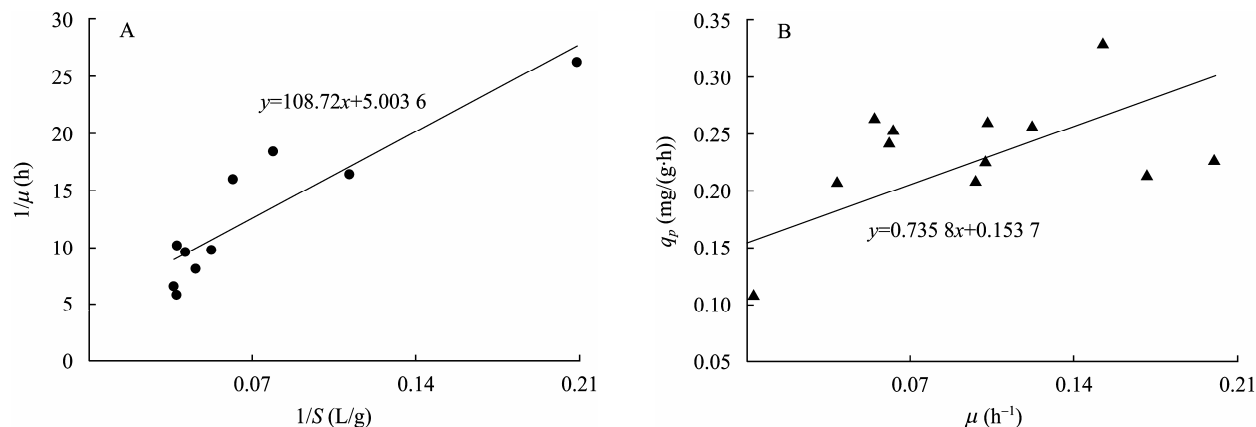 A
30
25
20
15
10
5
0
1/μ (h)
y=108.72x+5.003 6
0.07
0.14
0.21
1/S (L/g)
B
0.35
0.30
0.25
0.20
0.15
0.10
0.05
qp (mg/(g·h))
y=0.735 8x+0.153 7
0.07
0.14
0.21
μ (h⁻¹)